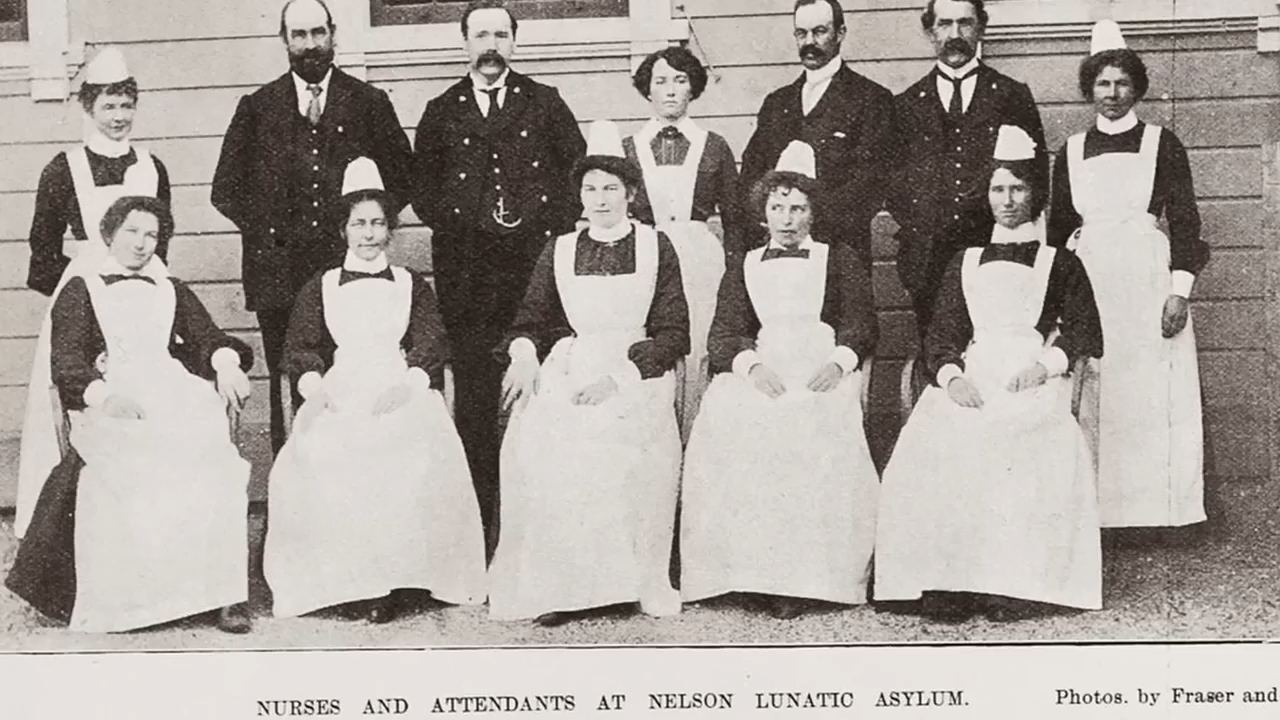 NURSES AND ATTENDANTS AT NELSON LUNATIC ASYLUM. Photos. by Fraser and